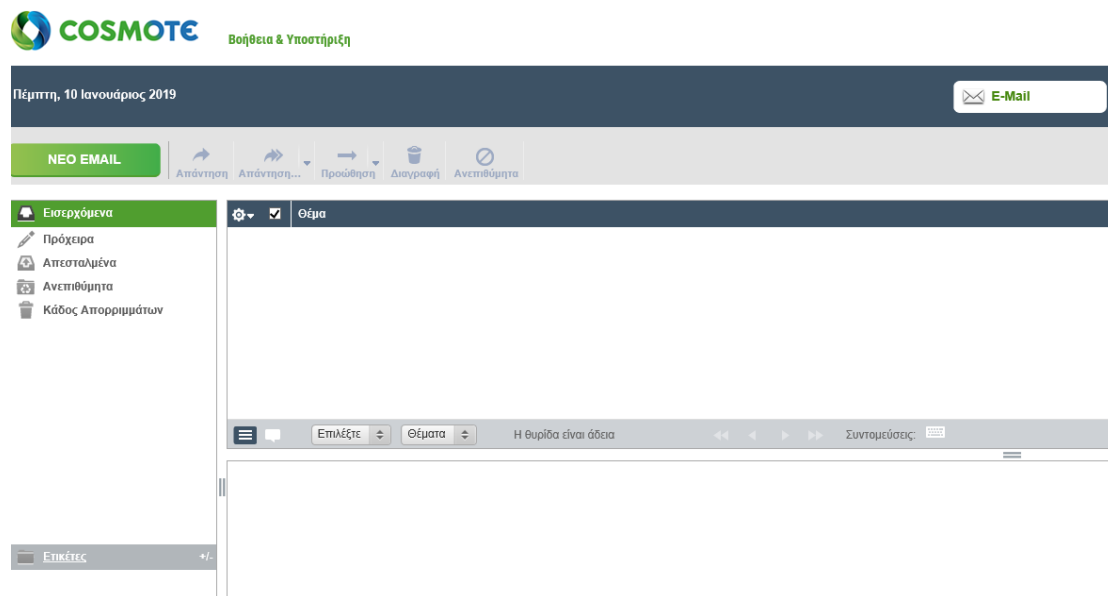 COSMOTE
Βοήθεια & Υποστήριξη
Πέμπτη, 10 Ιανουάριος 2019
E-Mail
ΝΕΟ EMAIL
Απάντηση Απάντηση... Προώθηση Διαγραφή Ανεπιθύμητα
Εισερχόμενα
Θέμα
Πρόχειρα
Απεσταλμένα
Ανεπιθύμητα
Κάδος Απορριμμάτων
Επιλέξτε Θέματα Η θυρίδα είναι άδεια Συντομεύσεις:
Ετικέτες +/-